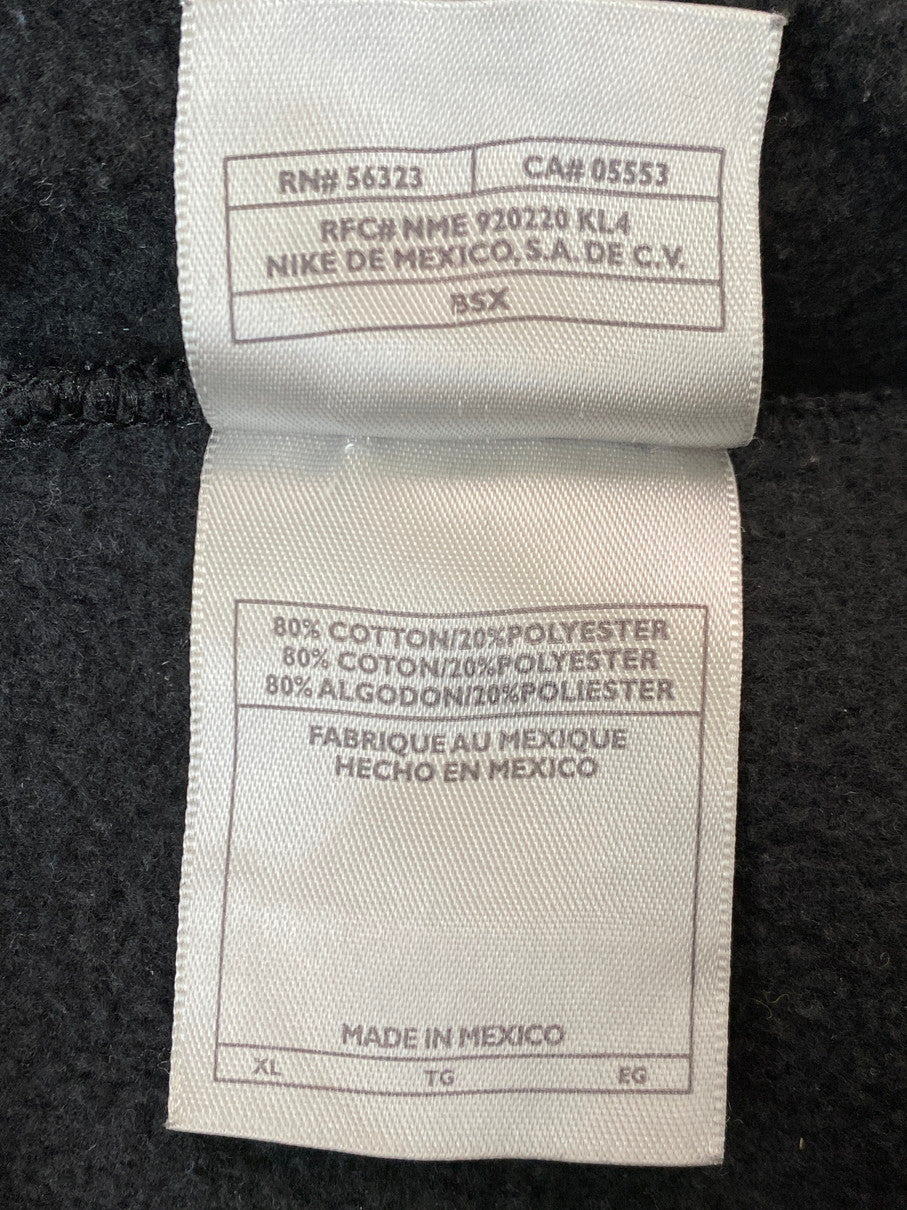 RN# 56323 CA# 05553
RFC# NME 920220 KL4
NIKE DE MEXICO, S.A. DE C.V.
BSX
80% COTTON/20%POLYESTER
80% COTON/20%POLYESTER
80% ALGODON/20%POLIESTER
FABRIQUE AU MEXIQUE
HECHO EN MEXICO
MADE IN MEXICO
XL TG EG